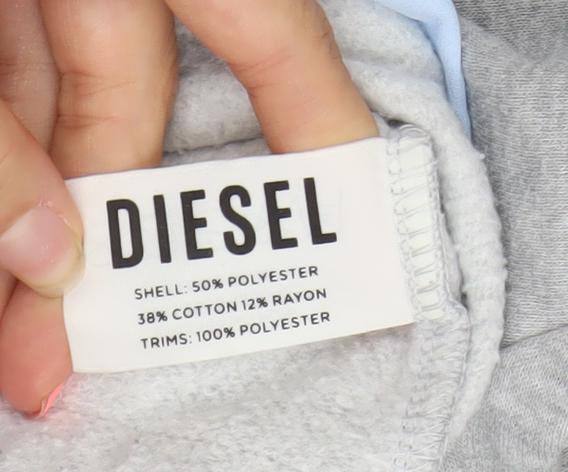 DIESEL
SHELL: 50% POLYESTER
38% COTTON 12% RAYON
TRIMS: 100% POLYESTER